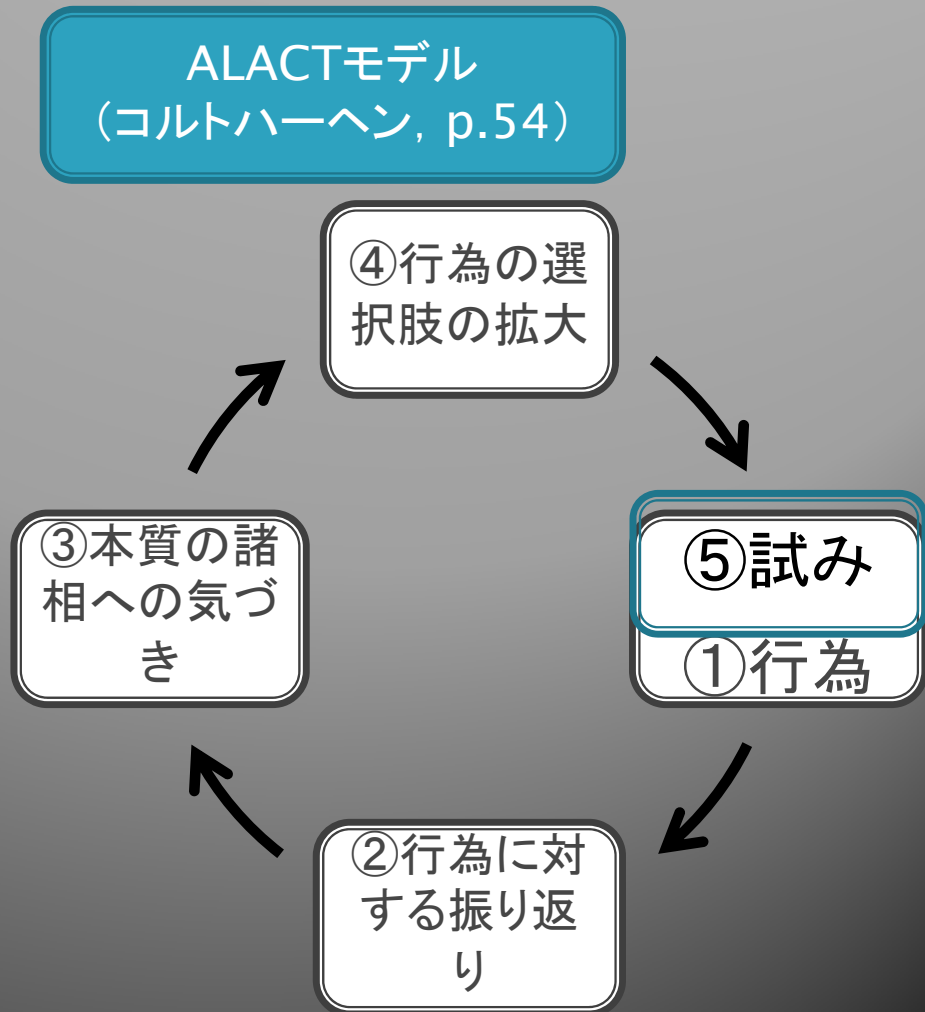 ALACTモデル
（コルトハーヘン, p.54）
④行為の選
択肢の拡大
③本質の諸
相への気づ
き
⑤試み
①行為
②行為に対
する振り返
り